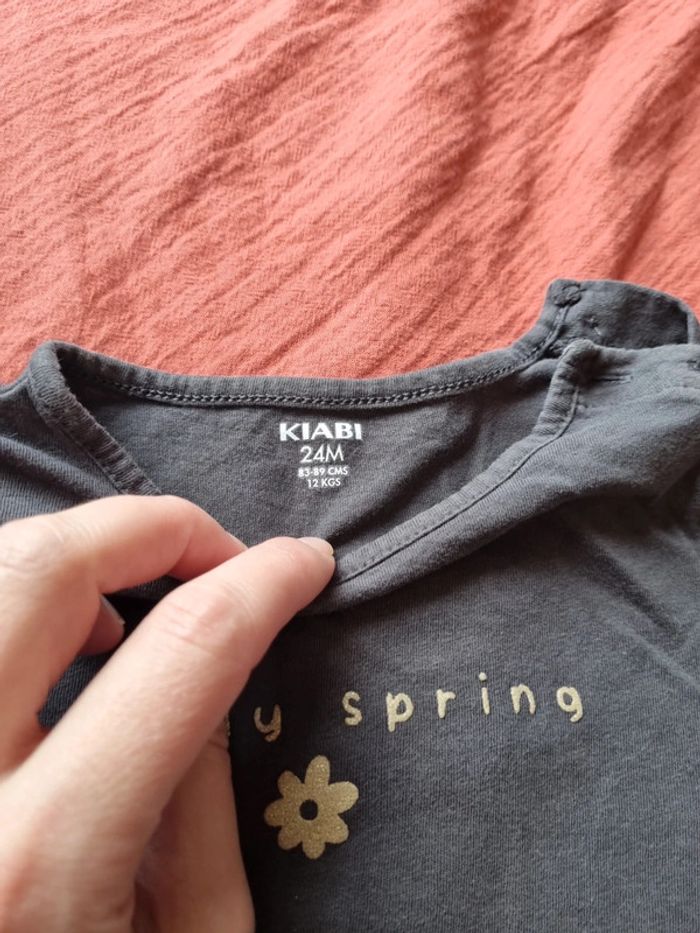 KIABI
24M
83-89 CMS
12 KGS
y spring